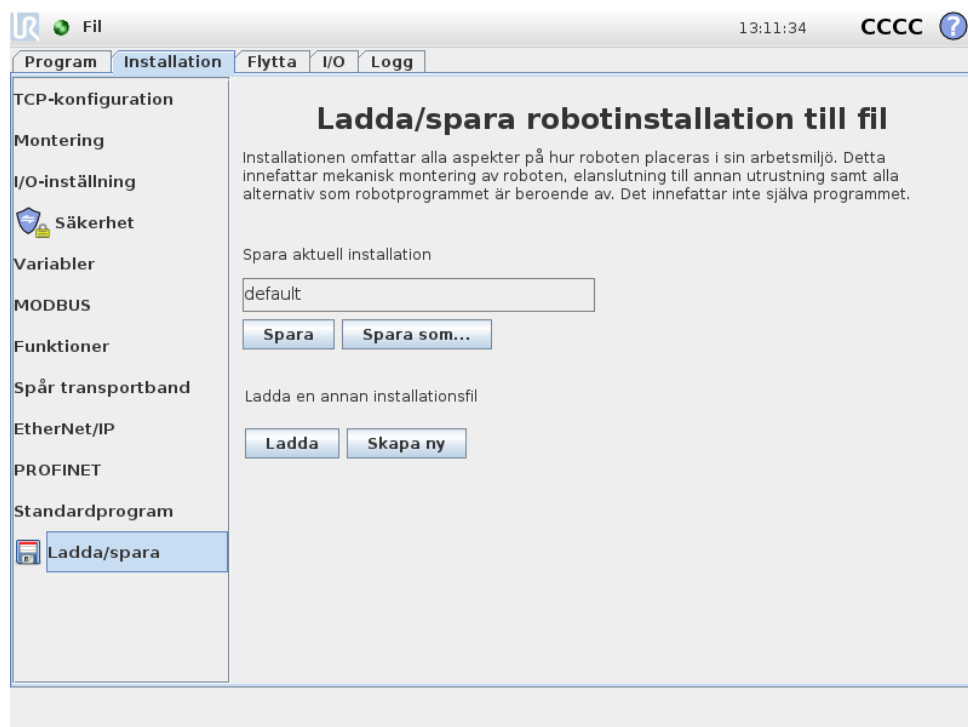 UR Fil 13:11:34 CCCC ?
Program Installation Flytta I/O Logg
TCP-konfiguration
Montering
I/O-inställning
Säkerhet
Variabler
MODBUS
Funktioner
Spår transportband
EtherNet/IP
PROFINET
Standardprogram
Ladda/spara
Ladda/spara robotinstallation till fil
Installationen omfattar alla aspekter på hur roboten placeras i sin arbetsmiljö. Detta
innefattar mekanisk montering av roboten, elanslutning till annan utrustning samt alla
alternativ som robotprogrammet är beroende av. Det innefattar inte själva programmet.
Spara aktuell installation
default
Spara Spara som...
Ladda en annan installationsfil
Ladda Skapa ny